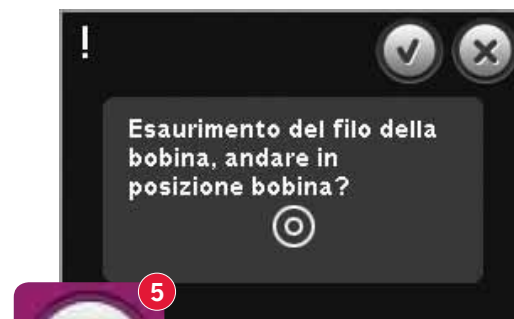 !
Esaurimento del filo della
bobina, andare in
posizione bobina?
5